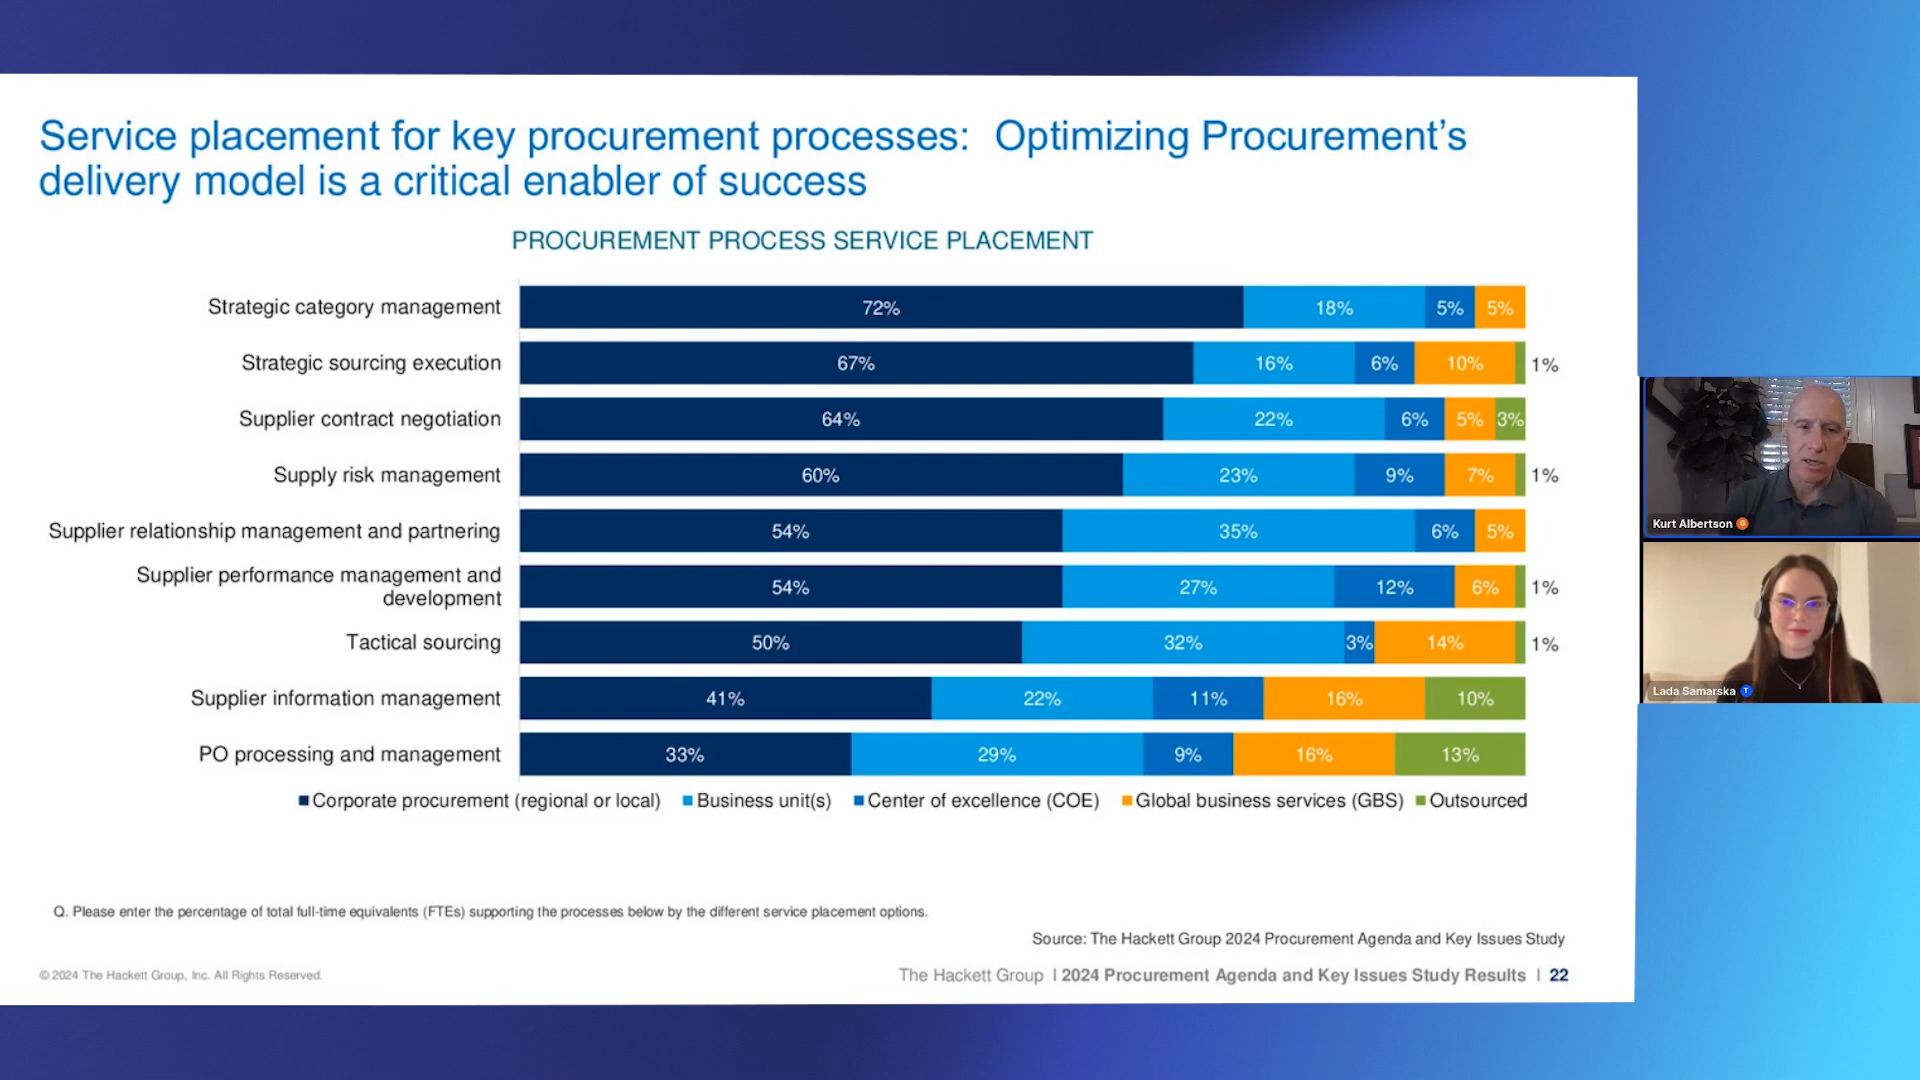 Service placement for key procurement processes:  Optimizing Procurement’s
delivery model is a critical enabler of success
PROCUREMENT PROCESS SERVICE PLACEMENT
Strategic category management 72% 18% 5% 5%
Strategic sourcing execution 67% 16% 6% 10% 1%
Supplier contract negotiation 64% 22% 6% 5% 3%
Supply risk management 60% 23% 9% 7% 1%
Supplier relationship management and partnering 54% 35% 6% 5%
Supplier performance management and
development 54% 27% 12% 6% 1%
Tactical sourcing 50% 32% 3% 14% 1%
Supplier information management 41% 22% 11% 16% 10%
PO processing and management 33% 29% 9% 16% 13%
Corporate procurement (regional or local) Business unit(s) Center of excellence (COE) Global business services (GBS) Outsourced
Q. Please enter the percentage of total full-time equivalents (FTEs) supporting the processes below by the different service placement options.
Source: The Hackett Group 2024 Procurement Agenda and Key Issues Study
© 2024 The Hackett Group, Inc. All Rights Reserved.
The Hackett Group | 2024 Procurement Agenda and Key Issues Study Results | 22
Kurt Albertson G
Lada Samarska T